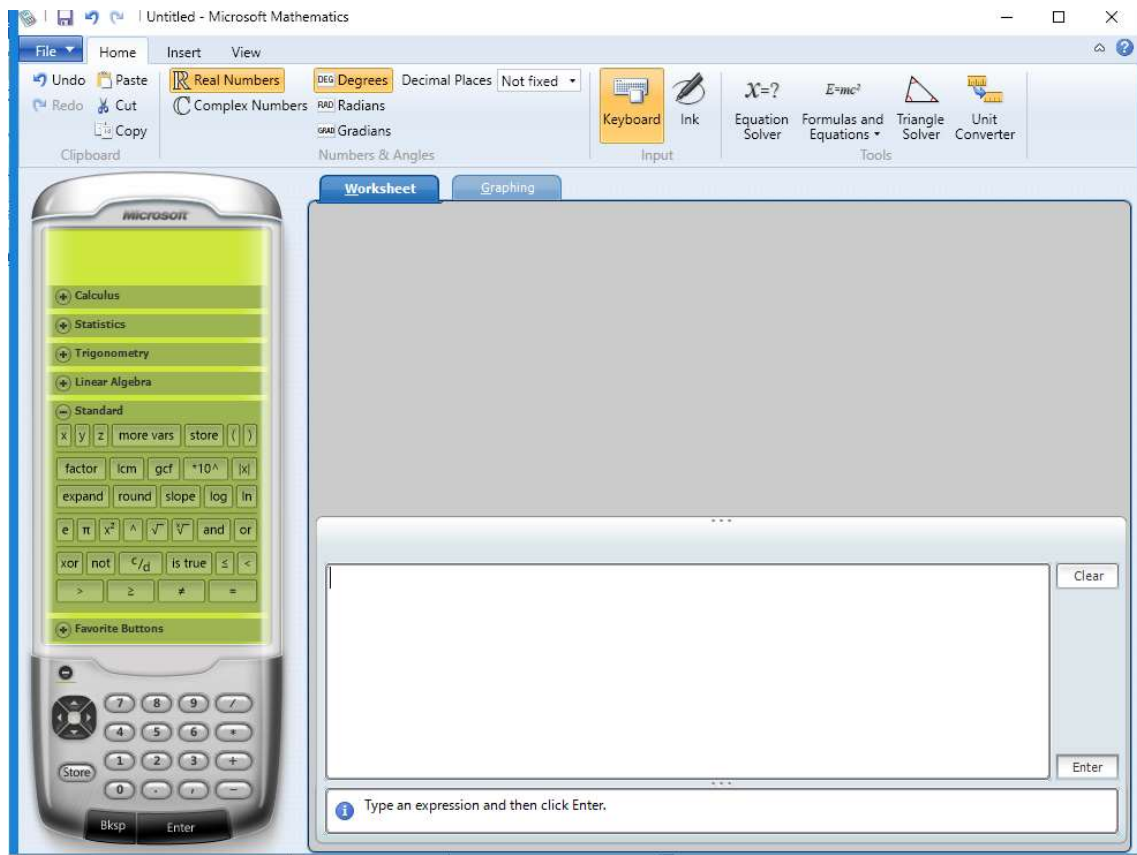 Untitled - Microsoft Mathematics
File Home Insert View
Undo Paste Real Numbers DEG Degrees Decimal Places Not fixed
Redo Cut Complex Numbers RAD Radians
Copy GRAD Gradians
Keyboard Ink
X=? Equation Solver
E=mc² Formulas and Equations
Triangle Solver
Unit Converter
Clipboard Numbers & Angles Input Tools
Worksheet Graphing
Microsoft
Calculus
Statistics
Trigonometry
Linear Algebra
Standard
x y z more vars store ( )
factor lcm gcf *10^ |x|
expand round slope log ln
e π x² ^ √ ∛ and or
xor not c/d is true ≤ <
> ≥ ≠ =
Favorite Buttons
7 8 9 /
4 5 6 *
Store 1 2 3 +
0 . , −
Bksp Enter
Clear
Enter
Type an expression and then click Enter.